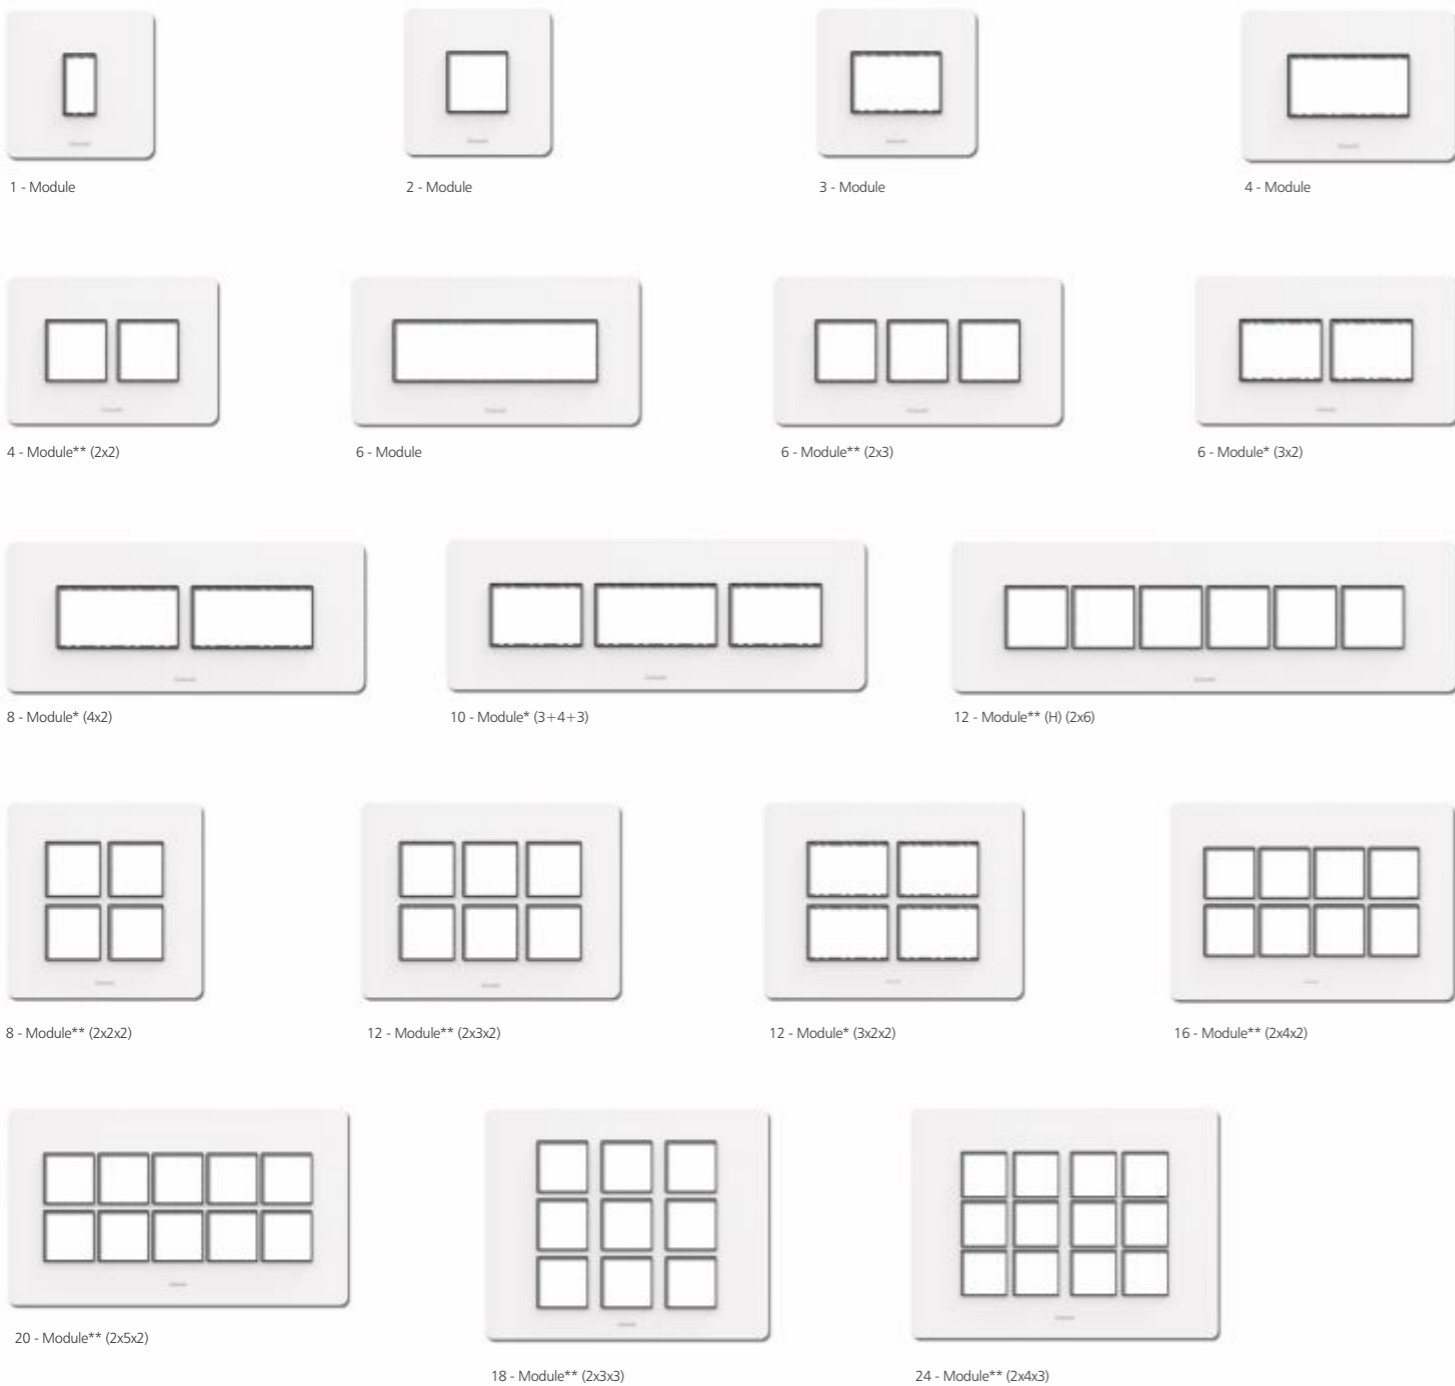 1 - Module
2 - Module
3 - Module
4 - Module
4 - Module** (2x2)
6 - Module
6 - Module** (2x3)
6 - Module* (3x2)
8 - Module* (4x2)
10 - Module* (3+4+3)
12 - Module** (H) (2x6)
8 - Module** (2x2x2)
12 - Module** (2x3x2)
12 - Module* (3x2x2)
16 - Module** (2x4x2)
20 - Module** (2x5x2)
18 - Module** (2x3x3)
24 - Module** (2x4x3)